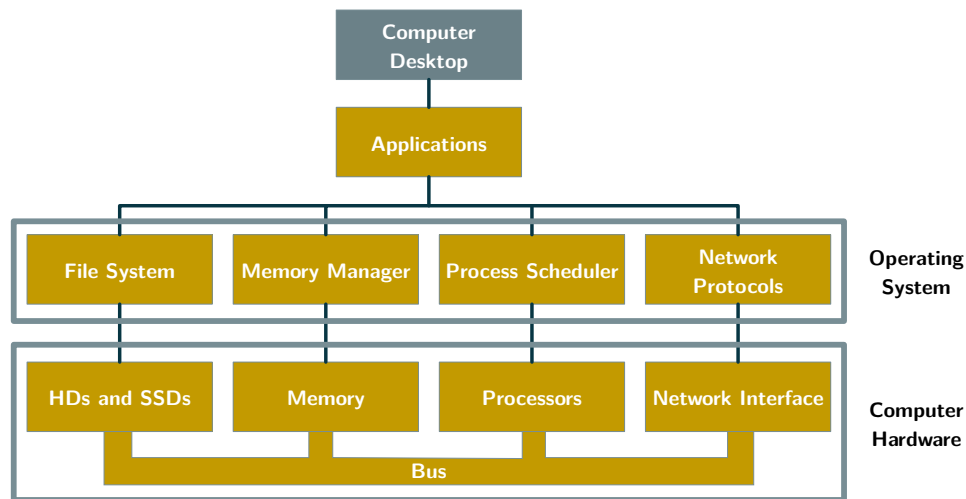 Computer
Desktop
Applications
File System
Memory Manager
Process Scheduler
Network
Protocols
Operating
System
HDs and SSDs
Memory
Processors
Network Interface
Computer
Hardware
Bus